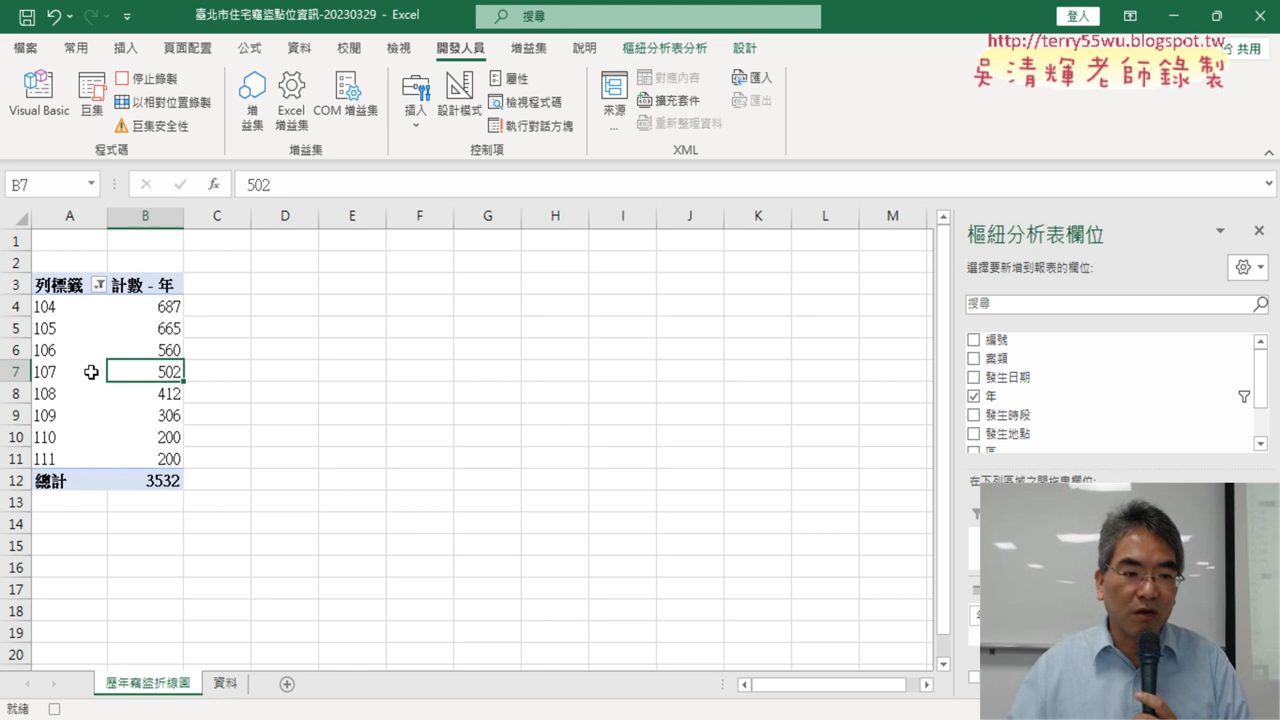 臺北市住宅竊盜點位資訊-20230329 - Excel
搜尋
登入
檔案 常用 插入 頁面配置 公式 資料 校閱 檢視 開發人員 增益集 說明 樞紐分析表分析 設計
共用
http://terry55wu.blogspot.tw
吳清輝老師錄製
Visual Basic
巨集
停止錄製
以相對位置錄製
巨集安全性
程式碼
增益集
Excel 增益集
COM 增益集
增益集
插入
設計模式
屬性
檢視程式碼
執行對話方塊
控制項
來源
...
對應內容
擴充套件
重新整理資料
匯入
匯出
XML
B7
fx
502
A B C D E F G H I J K L M
1
2
3 列標籤 計數 - 年
4 104 687
5 105 665
6 106 560
7 107 502
8 108 412
9 109 306
10 110 200
11 111 200
12 總計 3532
13
14
15
16
17
18
19
20
樞紐分析表欄位
選擇要新增到報表的欄位:
搜尋
編號
案類
發生日期
年
發生時段
發生地點
在下列區域之間拖曳欄位:
歷年竊盜折線圖
資料
就緒